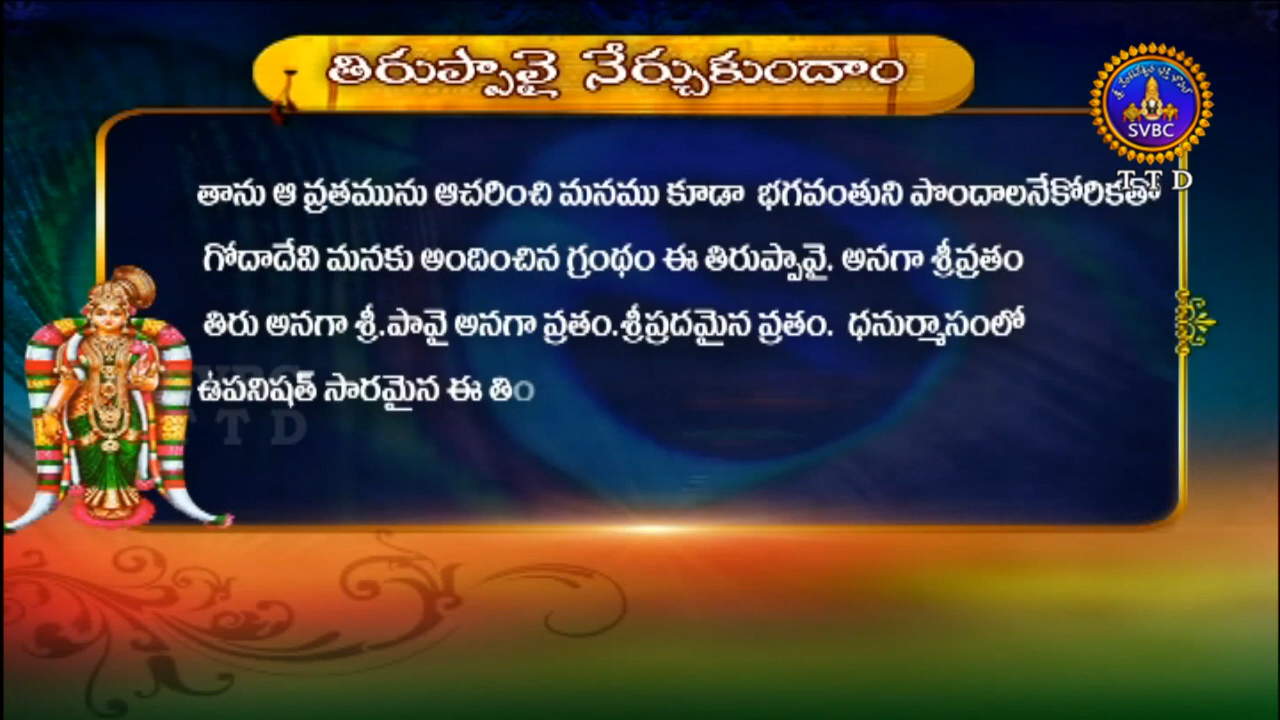 తిరుప్పావై నేర్చుకుందాం
SVBC
T T D
తాను ఆ వ్రతమును ఆచరించి మనము కూడా భగవంతుని పొందాలనేకోరికతో
గోదాదేవి మనకు అందించిన గ్రంథం ఈ తిరుప్పావై. అనగా శ్రీవ్రతం
తిరు అనగా శ్రీ.పావై అనగా వ్రతం.శ్రీప్రదమైన వ్రతం. ధనుర్మాసంలో
ఉపనిషత్ సారమైన ఈ తి
T T D